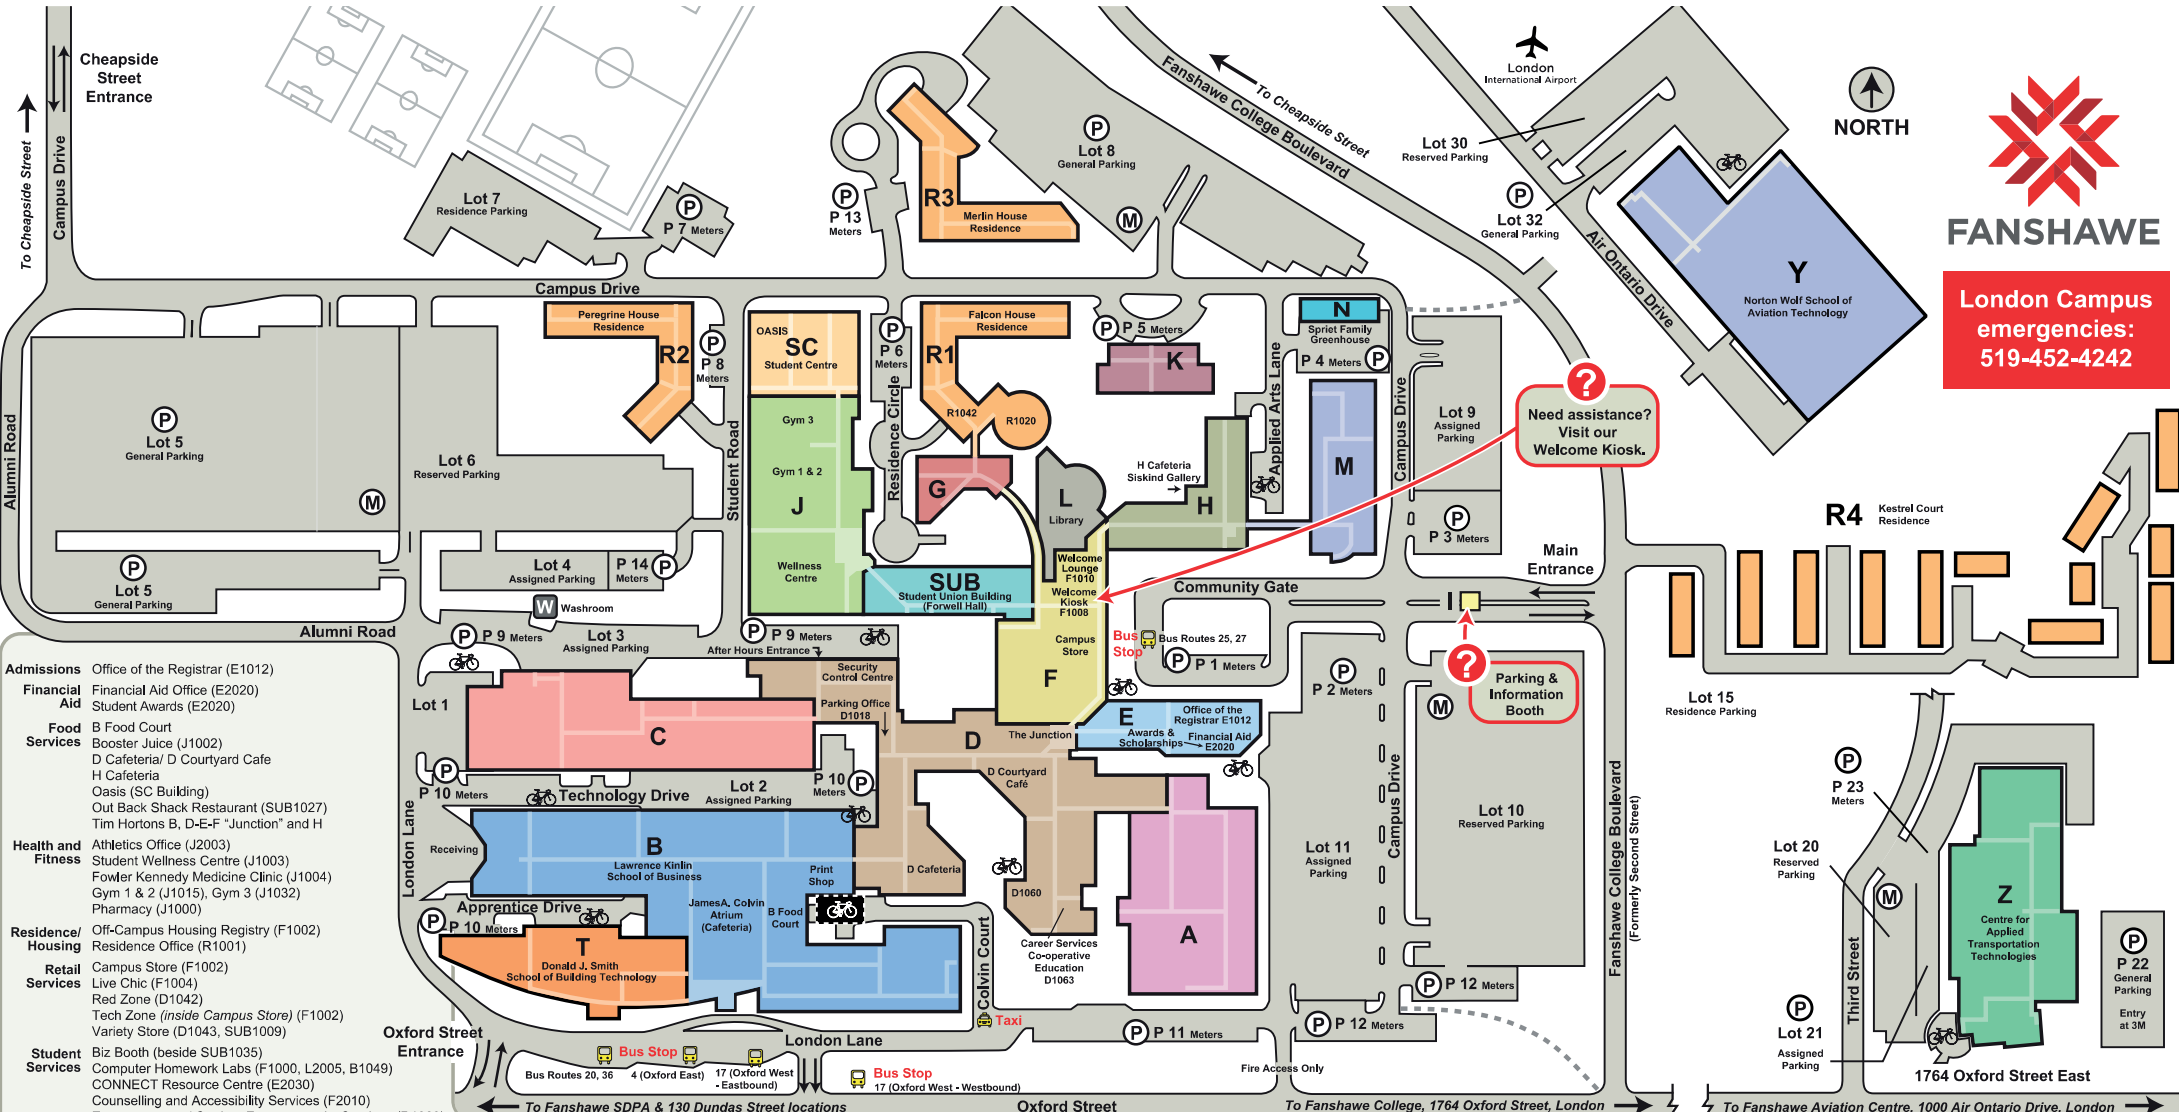 Cheapside
Street
Entrance
To Cheapside Street
Campus Drive
Lot 7
Residence Parking
P
P 7 Meters
P
P 13
Meters
R3
Merlin House
Residence
P
Lot 8
General Parking
M
Fanshawe College Boulevard
To Cheapside Street
London
International Airport
Lot 30
Reserved Parking
P
Lot 32
General Parking
Air Ontario Drive
Y
Norton Wolf School of
Aviation Technology
NORTH
FANSHAWE
London Campus
emergencies:
519-452-4242
Campus Drive
Peregrine House
Residence
R2
P
P 8
Meters
OASIS
SC
Student Centre
P
P 6
Meters
Falcon House
Residence
R1
R1042
R1020
P
P 5 Meters
K
N
Spriet Family
Greenhouse
P 4 Meters
P
Applied Arts Lane
Campus Drive
Lot 9
Assigned
Parking
?
Need assistance?
Visit our
Welcome Kiosk.
Alumni Road
P
Lot 5
General Parking
Lot 6
Reserved Parking
M
Student Road
Gym 3
Gym 1 & 2
J
Wellness
Centre
Residence Circle
G
L
Library
H Cafeteria
Siskind Gallery
H
M
P
P 3 Meters
R4
Kestrel Court
Residence
Main
Entrance
P
Lot 5
General Parking
Lot 4
Assigned Parking
P 14
Meters
P
W
Washroom
SUB
Student Union Building
(Forwell Hall)
Welcome
Lounge
F1010
Welcome
Kiosk
F1008
Campus
Store
F
Community Gate
Bus
Stop
Bus Routes 25, 27
P
P 1 Meters
Alumni Road
P
P 9 Meters
Lot 3
Assigned Parking
P
P 9 Meters
After Hours Entrance
Security
Control Centre
Parking Office
D1018
Lot 1
C
D
The Junction
E
Office of the
Registrar E1012
Awards &
Scholarships
Financial Aid
E2020
P
P 2 Meters
M
?
Parking &
Information
Booth
Lot 15
Residence Parking
P
P 10 Meters
Technology Drive
Lot 2
Assigned Parking
P 10
Meters
P
D Courtyard
Café
Campus Drive
Lot 10
Reserved Parking
Fanshawe College Boulevard
(Formerly Second Street)
P
P 23
Meters
Lot 20
Reserved
Parking
M
Z
Centre for
Applied
Transportation
Technologies
P
P 22
General
Parking
Entry
at 3M
London Lane
Receiving
B
Lawrence Kinlin
School of Business
Print
Shop
D Cafeteria
JamesA. Colvin
Atrium
(Cafeteria)
B Food
Court
D1060
Career Services
Co-operative
Education
D1063
A
Lot 11
Assigned
Parking
Apprentice Drive
P
P 10 Meters
T
Donald J. Smith
School of Building Technology
Colvin Court
Taxi
P
P 11 Meters
P
P 12 Meters
P
P 12 Meters
Third Street
P
Lot 21
Assigned
Parking
1764 Oxford Street East
Oxford Street
Entrance
London Lane
Bus Stop
Bus Routes 20, 36
4 (Oxford East)
17 (Oxford West
- Eastbound)
Bus Stop
17 (Oxford West - Westbound)
Fire Access Only
To Fanshawe SDPA & 130 Dundas Street locations
Oxford Street
To Fanshawe College, 1764 Oxford Street, London
To Fanshawe Aviation Centre, 1000 Air Ontario Drive, London
Admissions Office of the Registrar (E1012)
Financial Financial Aid Office (E2020)
Aid Student Awards (E2020)
Food B Food Court
Services Booster Juice (J1002)
D Cafeteria/ D Courtyard Cafe
H Cafeteria
Oasis (SC Building)
Out Back Shack Restaurant (SUB1027)
Tim Hortons B, D-E-F “Junction” and H
Health and Athletics Office (J2003)
Fitness Student Wellness Centre (J1003)
Fowler Kennedy Medicine Clinic (J1004)
Gym 1 & 2 (J1015), Gym 3 (J1032)
Pharmacy (J1000)
Residence/ Off-Campus Housing Registry (F1002)
Housing Residence Office (R1001)
Retail Campus Store (F1002)
Services Live Chic (F1004)
Red Zone (D1042)
Tech Zone (inside Campus Store) (F1002)
Variety Store (D1043, SUB1009)
Student Biz Booth (beside SUB1035)
Services Computer Homework Labs (F1000, L2005, B1049)
CONNECT Resource Centre (E2030)
Counselling and Accessibility Services (F2010)